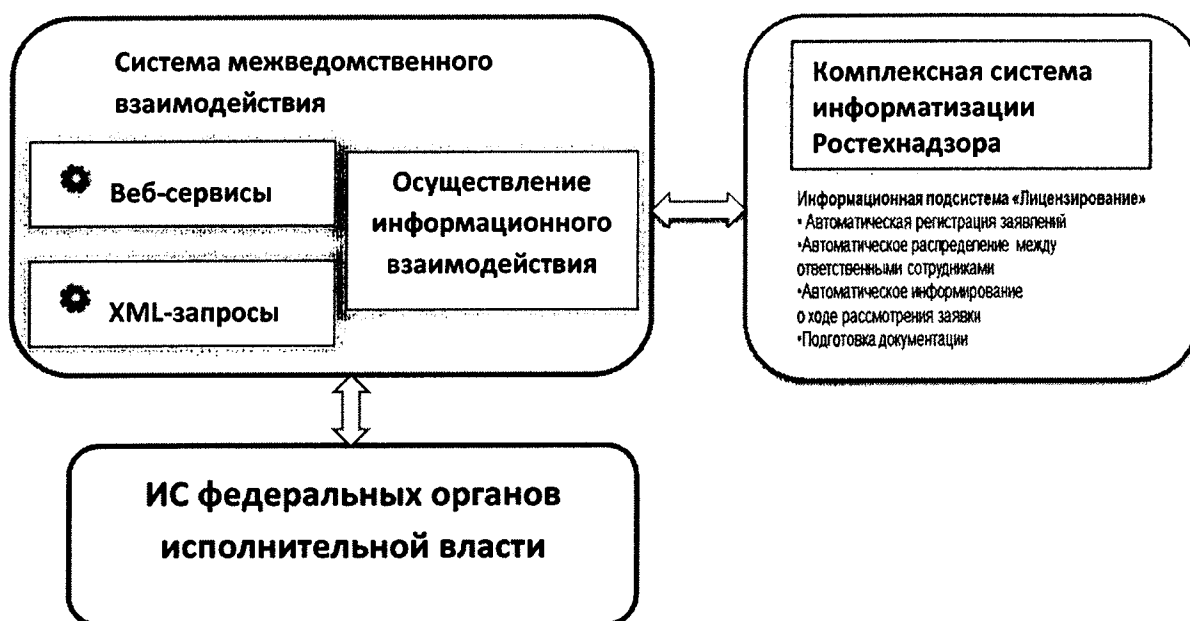 Система межведомственного
взаимодействия
Веб-сервисы
XML-запросы
Осуществление
информационного
взаимодействия
Комплексная система
информатизации
Ростехнадзора
Информационная подсистема «Лицензирование»
• Автоматическая регистрация заявлений
•Автоматическое распределение между
ответственными сотрудниками
•Автоматическое информирование
о ходе рассмотрения заявки
•Подготовка документации
ИС федеральных органов
исполнительной власти